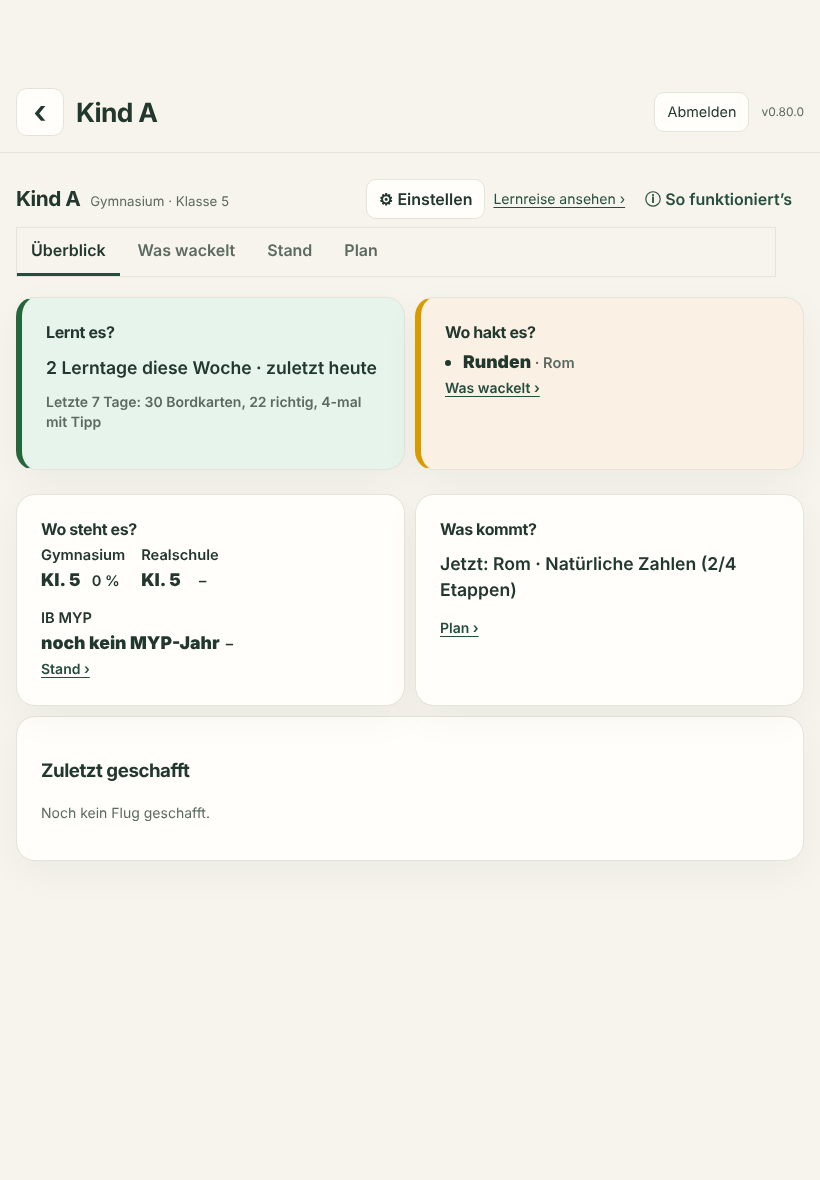 ‹ Kind A Abmelden v0.80.0
Kind A Gymnasium · Klasse 5 ⚙ Einstellen Lernreise ansehen › ⓘ So funktioniert’s
Überblick Was wackelt Stand Plan
Lernt es?
2 Lerntage diese Woche · zuletzt heute
Letzte 7 Tage: 30 Bordkarten, 22 richtig, 4-mal
mit Tipp
Wo hakt es?
• Runden · Rom
Was wackelt ›
Wo steht es?
Gymnasium Realschule
Kl. 5 0 % Kl. 5 –
IB MYP
noch kein MYP-Jahr –
Stand ›
Was kommt?
Jetzt: Rom · Natürliche Zahlen (2/4
Etappen)
Plan ›
Zuletzt geschafft
Noch kein Flug geschafft.